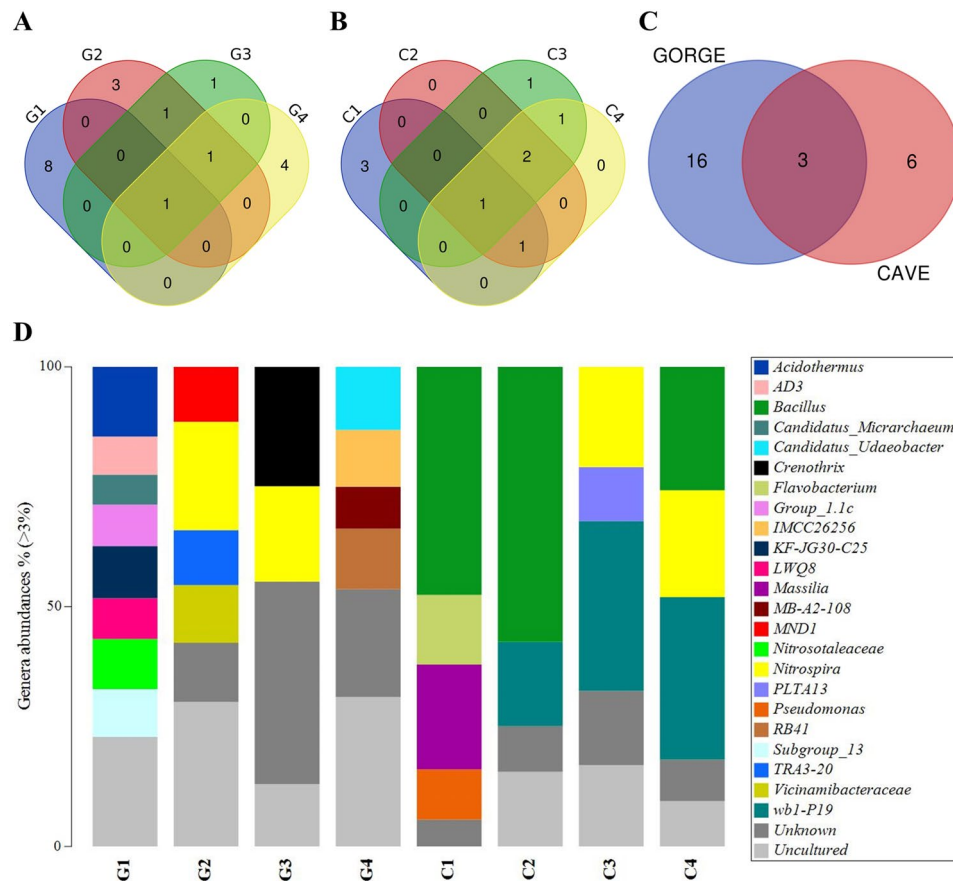 A
B
C
G1
G2
G3
G4
8
3
1
4
0
1
0
0
1
0
1
0
0
0
0
C1
C2
C3
C4
3
0
1
0
0
0
1
0
2
0
1
0
0
1
0
GORGE
16
3
6
CAVE
D
Genera abundances % (>3%)
100
50
0
G1
G2
G3
G4
C1
C2
C3
C4
Acidothermus
AD3
Bacillus
Candidatus_Micrarchaeum
Candidatus_Udaeobacter
Crenothrix
Flavobacterium
Group_1.1c
IMCC26256
KF-JG30-C25
LWQ8
Massilia
MB-A2-108
MND1
Nitrosotaleaceae
Nitrospira
PLTA13
Pseudomonas
RB41
Subgroup_13
TRA3-20
Vicinamibacteraceae
wb1-P19
Unknown
Uncultured